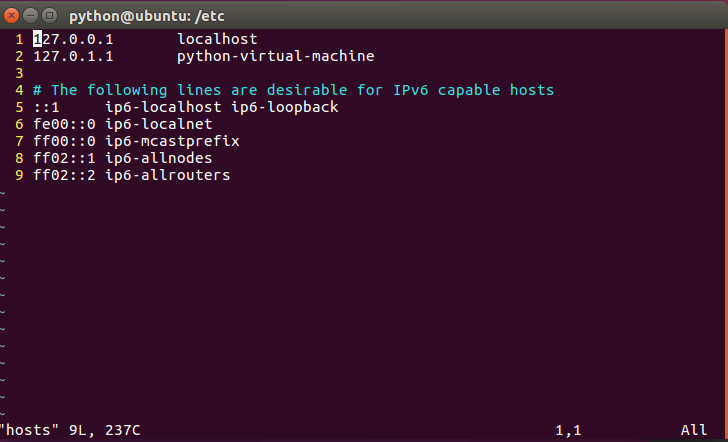 python@ubuntu: /etc
1 127.0.0.1       localhost
2 127.0.1.1       python-virtual-machine
3
4 # The following lines are desirable for IPv6 capable hosts
5 ::1     ip6-localhost ip6-loopback
6 fe00::0 ip6-localnet
7 ff00::0 ip6-mcastprefix
8 ff02::1 ip6-allnodes
9 ff02::2 ip6-allrouters
~
~
~
~
~
~
~
~
~
~
~
~
~
~
"hosts" 9L, 237C 1,1 All